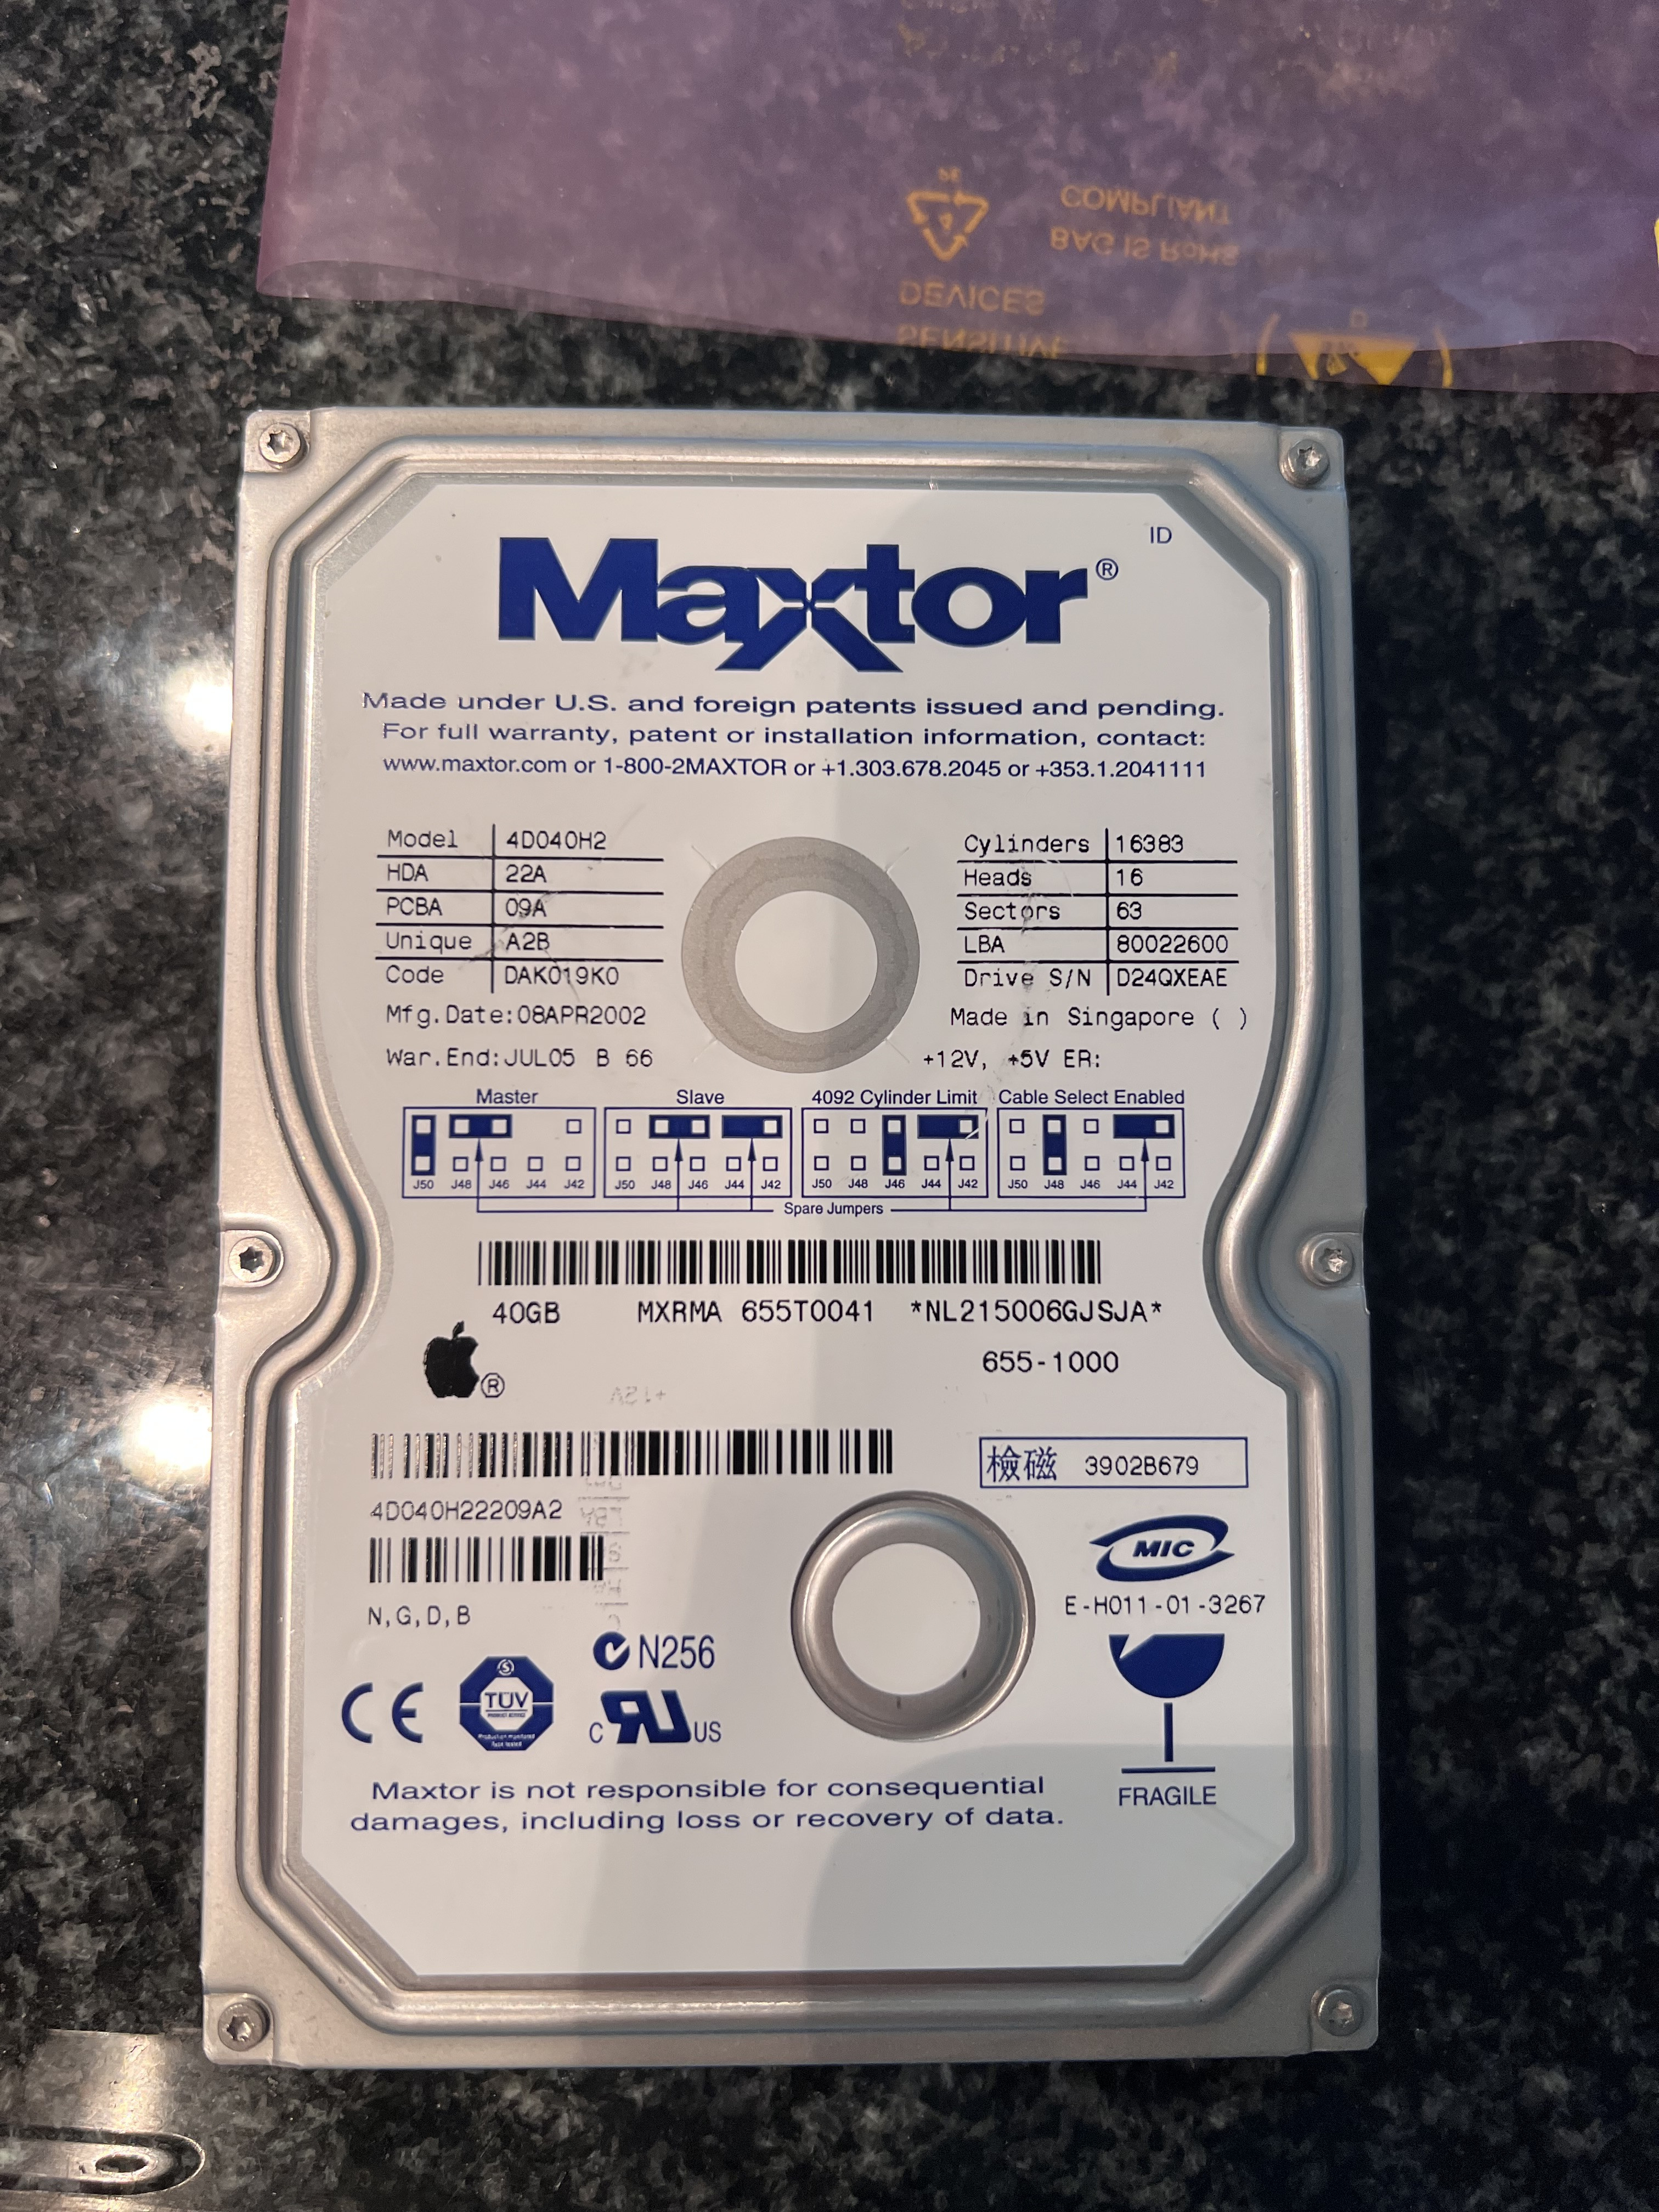 COMPLIANT
BAG IS RoHS
DEVICES
SENSITIVE
ID
Maxtor®
Made under U.S. and foreign patents issued and pending.
For full warranty, patent or installation information, contact:
www.maxtor.com or 1-800-2MAXTOR or +1.303.678.2045 or +353.1.2041111
Model 4D040H2
HDA 22A
PCBA 09A
Unique A2B
Code DAK019K0
Mfg.Date:08APR2002
War.End:JUL05 B 66
Cylinders 16383
Heads 16
Sectors 63
LBA 80022600
Drive S/N D24QXEAE
Made in Singapore ( )
+12V, +5V ER:
Master Slave 4092 Cylinder Limit Cable Select Enabled
J50 J48 J46 J44 J42 J50 J48 J46 J44 J42 J50 J48 J46 J44 J42 J50 J48 J46 J44 J42
Spare Jumpers
40GB MXRMA 655T0041 *NL215006GJSJA*
® 655-1000
+12V
檢磁 3902B679
4D040H22209A2
MIC
E-H011-01-3267
N,G,D,B
N256
CE TÜV c RU US
FRAGILE
Maxtor is not responsible for consequential
damages, including loss or recovery of data.